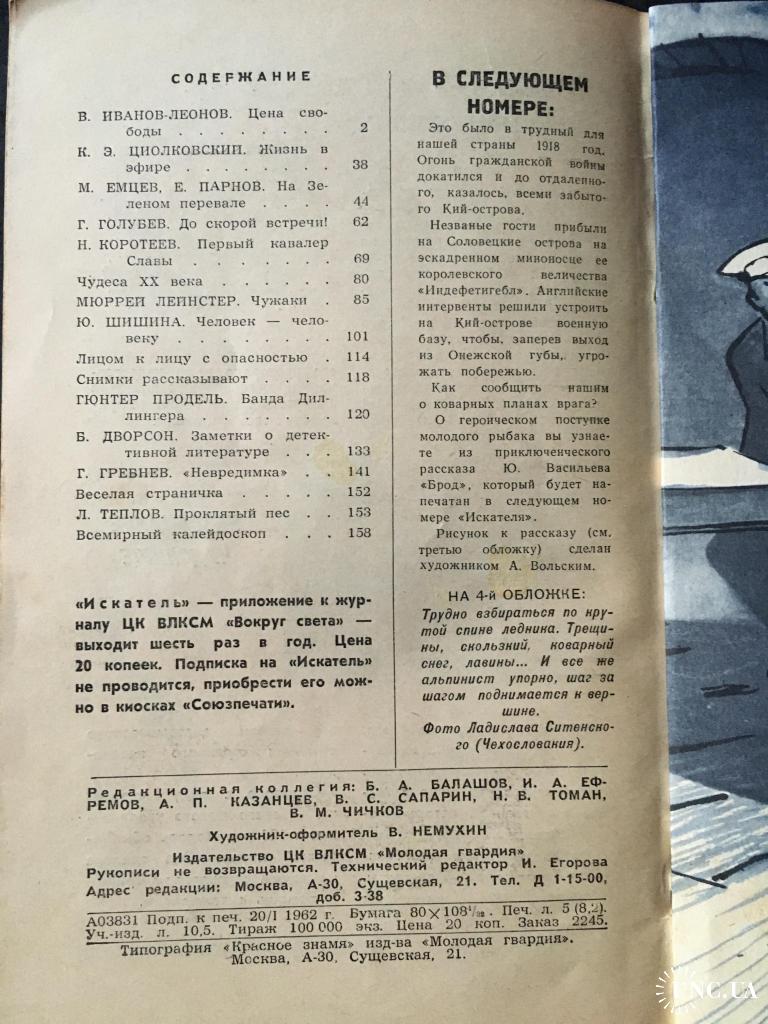 СОДЕРЖАНИЕ
В. ИВАНОВ-ЛЕОНОВ. Цена сво-
боды . . . . . . . . 2
К. Э. ЦИОЛКОВСКИЙ. Жизнь в
эфире . . . . . . . . 38
М. ЕМЦЕВ, Е. ПАРНОВ. На Зе-
леном перевале . . . . 44
Г. ГОЛУБЕВ. До скорой встречи! 62
Н. КОРОТЕЕВ. Первый кавалер
Славы . . . . . . . 69
Чудеса XX века . . . . . 80
МЮРРЕЙ ЛЕЙНСТЕР. Чужаки . 85
Ю. ШИШИНА. Человек — чело-
веку . . . . . . . . 101
Лицом к лицу с опасностью . 114
Снимки рассказывают . . . . 118
ГЮНТЕР ПРОДЕЛЬ. Банда Дил-
лингера . . . . . . . 120
Б. ДВОРСОН. Заметки о детек-
тивной литературе . . . 133
Г. ГРЕБНЕВ. «Невредимка» . . 141
Веселая страничка . . . . . 152
Л. ТЕПЛОВ. Проклятый пес . . 153
Всемирный калейдоскоп . . . 158
«Искатель» — приложение к жур-
налу ЦК ВЛКСМ «Вокруг света» —
выходит шесть раз в год. Цена
20 копеек. Подписка на «Искатель»
не проводится, приобрести его мож-
но в киосках «Союзпечати».
В СЛЕДУЮЩЕМ
НОМЕРЕ:
Это было в трудный для
нашей страны 1918 год.
Огонь гражданской войны
докатился и до отдаленно-
го, казалось, всеми забыто-
го Кий-острова.
Незваные гости прибыли
на Соловецкие острова на
эскадренном миноносце ее
королевского величества
«Индефетигебл». Английские
интервенты решили устроить
на Кий-острове военную
базу, чтобы, заперев выход
из Онежской губы, угро-
жать побережью.
Как сообщить нашим
о коварных планах врага?
О героическом поступке
молодого рыбака вы узнае-
те из приключенческого
рассказа Ю. Васильева
«Брод», который будет на-
печатан в следующем но-
мере «Искателя».
Рисунок к рассказу (см.
третью обложку) сделан
художником А. Вольским.
НА 4-й ОБЛОЖКЕ:
Трудно взбираться по кру-
той спине ледника. Трещи-
ны, скользкий, коварный
снег, лавины... И все же
альпинист упорно, шаг за
шагом поднимается к вер-
шине.
Фото Ладислава Ситенско-
го (Чехословакия).
Редакционная коллегия: Б. А. БАЛАШОВ, И. А. ЕФ-
РЕМОВ, А. П. КАЗАНЦЕВ, В. С. САПАРИН, Н. В. ТОМАН,
В. М. ЧИЧКОВ
Художник-оформитель В. НЕМУХИН
Издательство ЦК ВЛКСМ «Молодая гвардия»
Рукописи не возвращаются. Технический редактор И. Егорова
Адрес редакции: Москва, А-30, Сущевская, 21. Тел. Д 1-15-00,
доб. 3-38
А03831 Подп. к печ. 20/I 1962 г. Бумага 80×108¹/₃₂. Печ. л. 5 (8,2).
Уч.-изд. л. 10,5. Тираж 100 000 экз. Цена 20 коп. Заказ 2245.
Типография «Красное знамя» изд-ва «Молодая гвардия».
Москва, А-30, Сущевская, 21.
UNC.UA